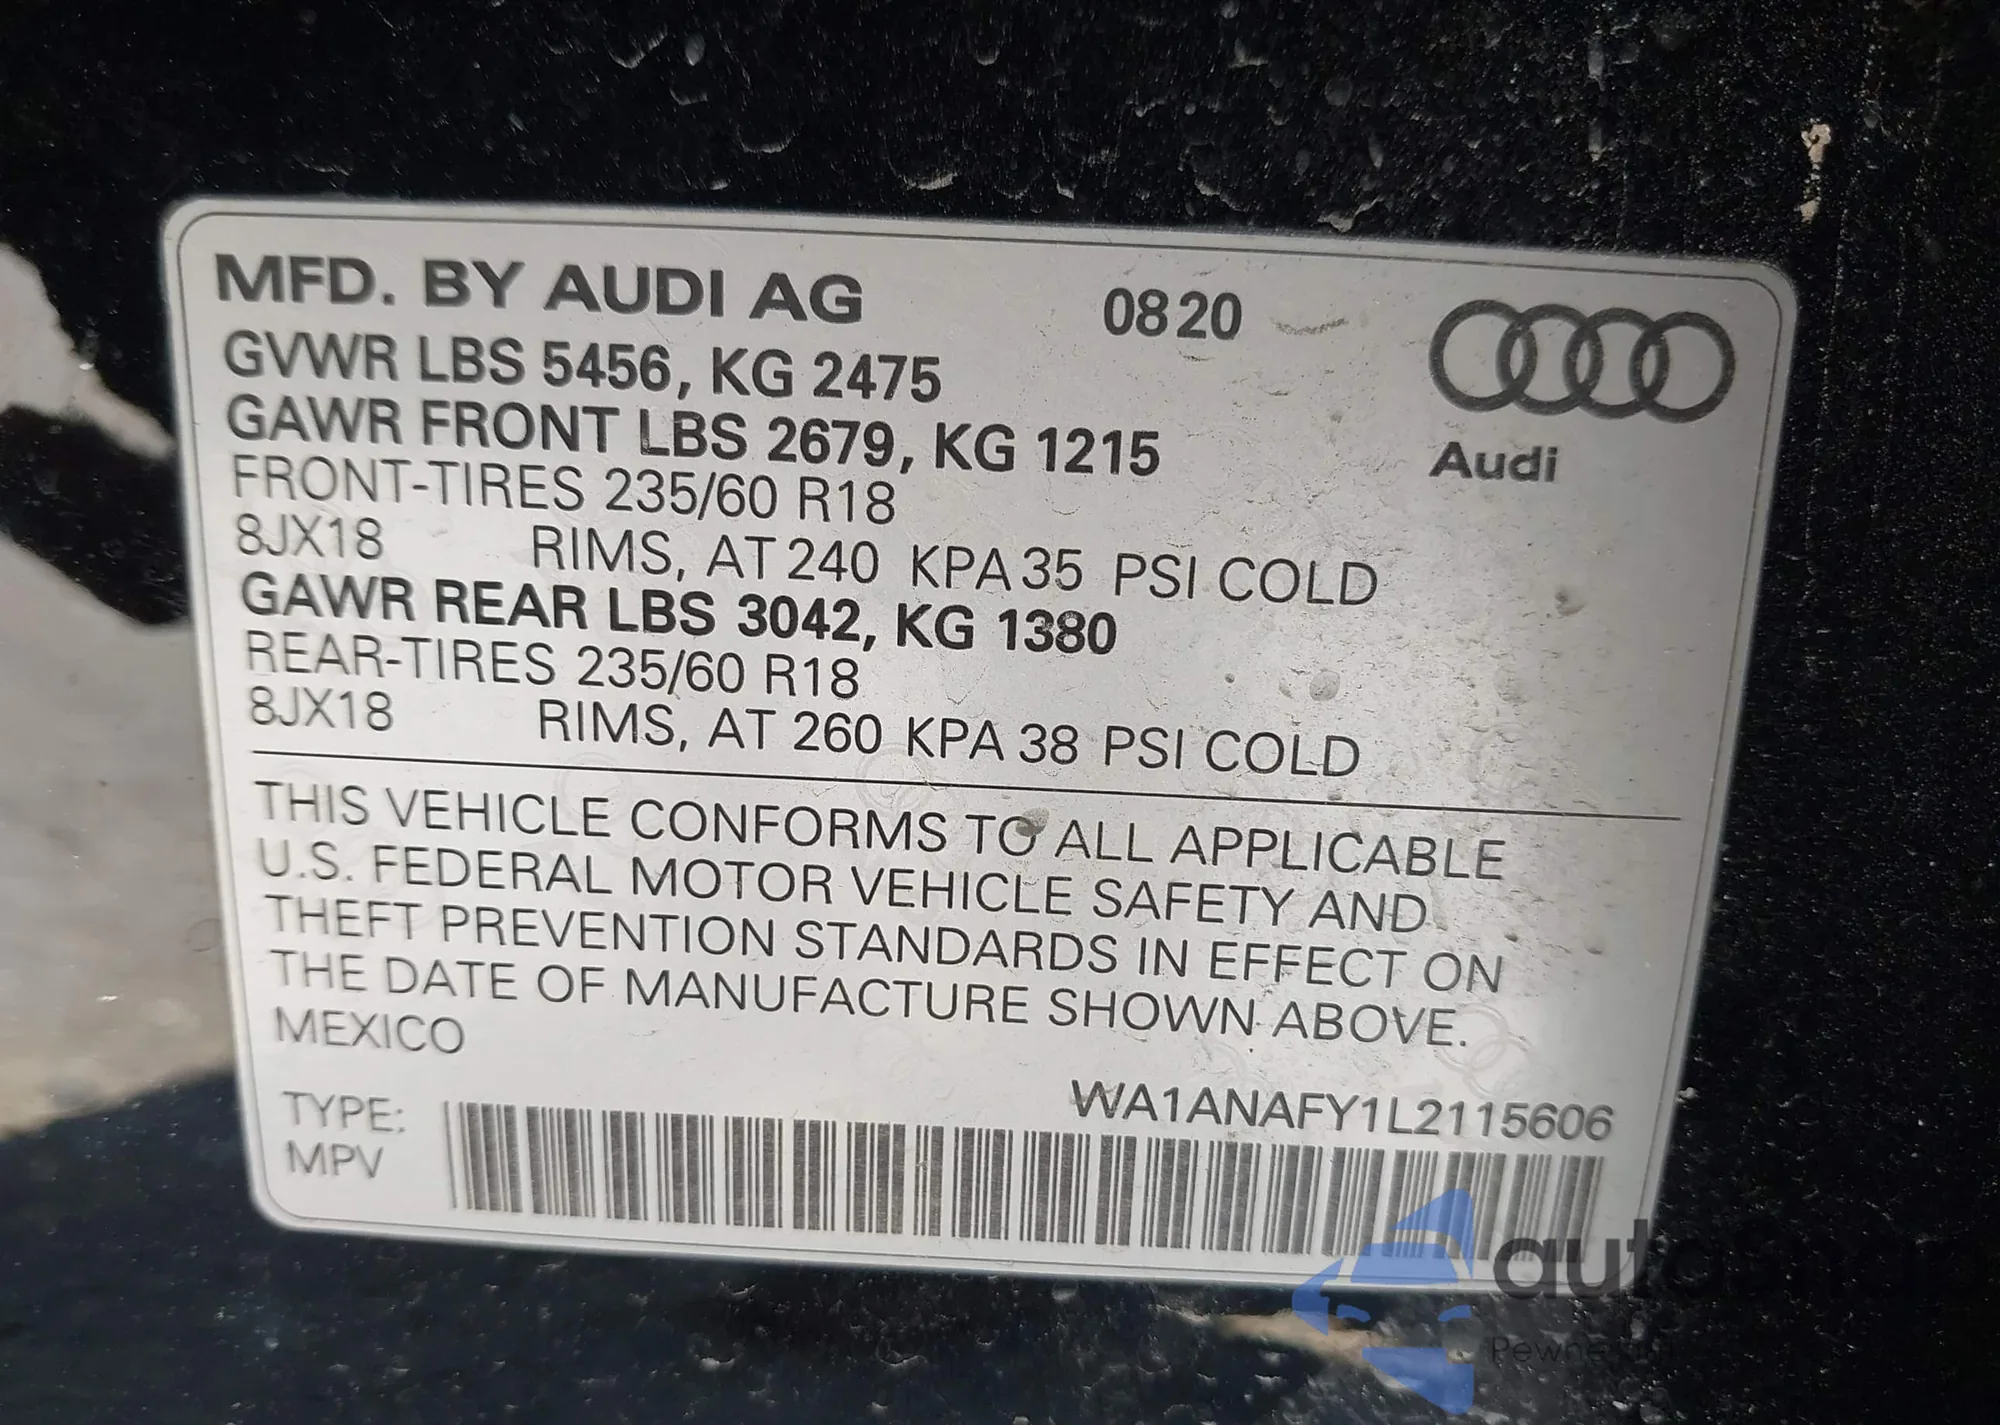 MFD. BY AUDI AG 0820
GVWR LBS 5456, KG 2475
GAWR FRONT LBS 2679, KG 1215
Audi
FRONT-TIRES 235/60 R18
8JX18 RIMS, AT 240 KPA 35 PSI COLD
GAWR REAR LBS 3042, KG 1380
REAR-TIRES 235/60 R18
8JX18 RIMS, AT 260 KPA 38 PSI COLD
THIS VEHICLE CONFORMS TO ALL APPLICABLE
U.S. FEDERAL MOTOR VEHICLE SAFETY AND
THEFT PREVENTION STANDARDS IN EFFECT ON
THE DATE OF MANUFACTURE SHOWN ABOVE.
MEXICO
WA1ANAFY1L2115606
TYPE:
MPV